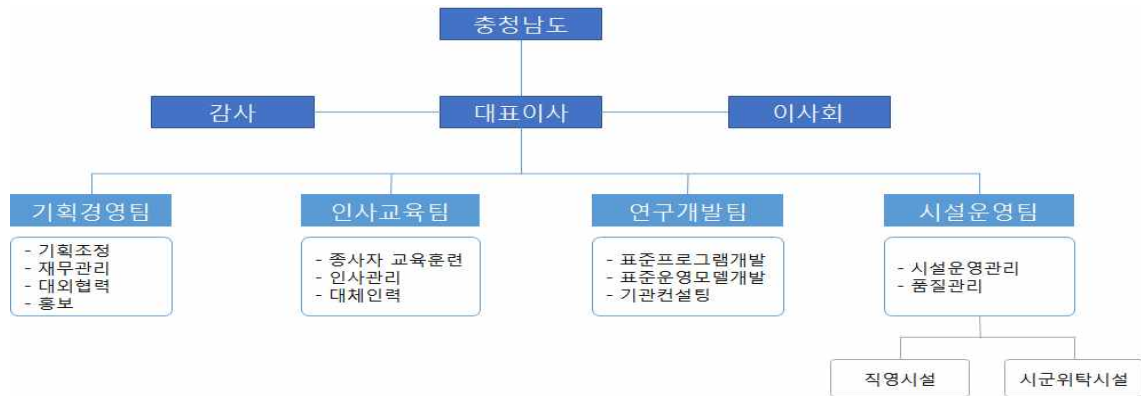 충청남도
감사
대표이사
이사회
기획경영팀
인사교육팀
연구개발팀
시설운영팀
- 기획조정
- 재무관리
- 대외협력
- 홍보
- 종사자 교육훈련
- 인사관리
- 대체인력
- 표준프로그램개발
- 표준운영모델개발
- 기관컨설팅
- 시설운영관리
- 품질관리
직영시설
시군위탁시설